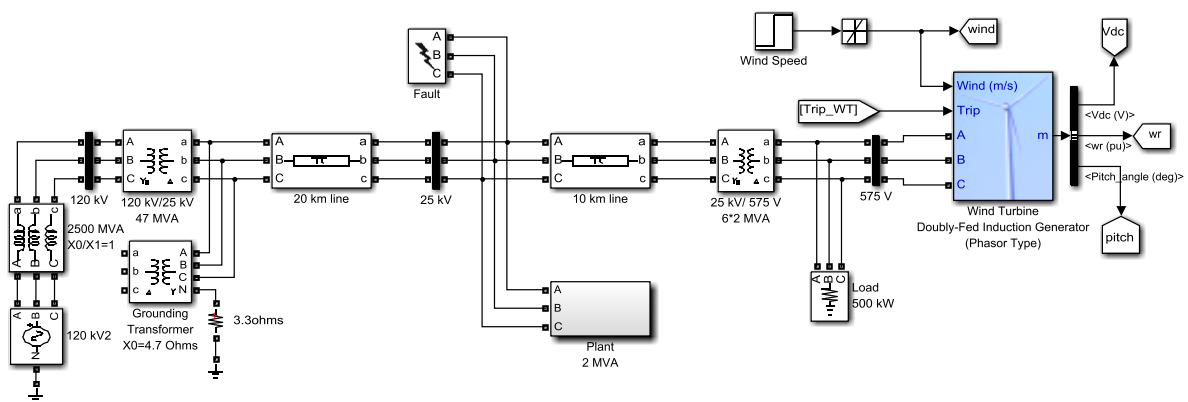 Wind Speed
wind
Vdc
Wind (m/s)
Trip
A
B
C
m
[Trip_WT]
<Vdc (V)>
<wr (pu)>
<Pitch_angle (deg)>
wr
pitch
Wind Turbine
Doubly-Fed Induction Generator
(Phasor Type)
A
B
C
Fault
120 kV
A
B
C
a
b
c
120 kV/25 kV
47 MVA
A
B
C
a
b
c
20 km line
25 kV
A
B
C
a
b
c
10 km line
A
B
C
a
b
c
25 kV/ 575 V
6*2 MVA
575 V
a
b
c
A
B
C
2500 MVA
X0/X1=1
A
B
C
N
120 kV2
a
b
c
A
B
C
N
Grounding
Transformer
X0=4.7 Ohms
3.3ohms
A
B
C
Plant
2 MVA
A
B
C
Load
500 kW